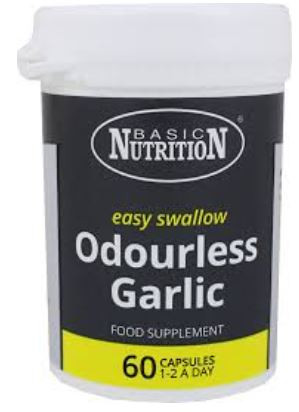 BASIC
NUTRITION
®
easy swallow
Odourless
Garlic
FOOD SUPPLEMENT
60 CAPSULES
1-2 A DAY